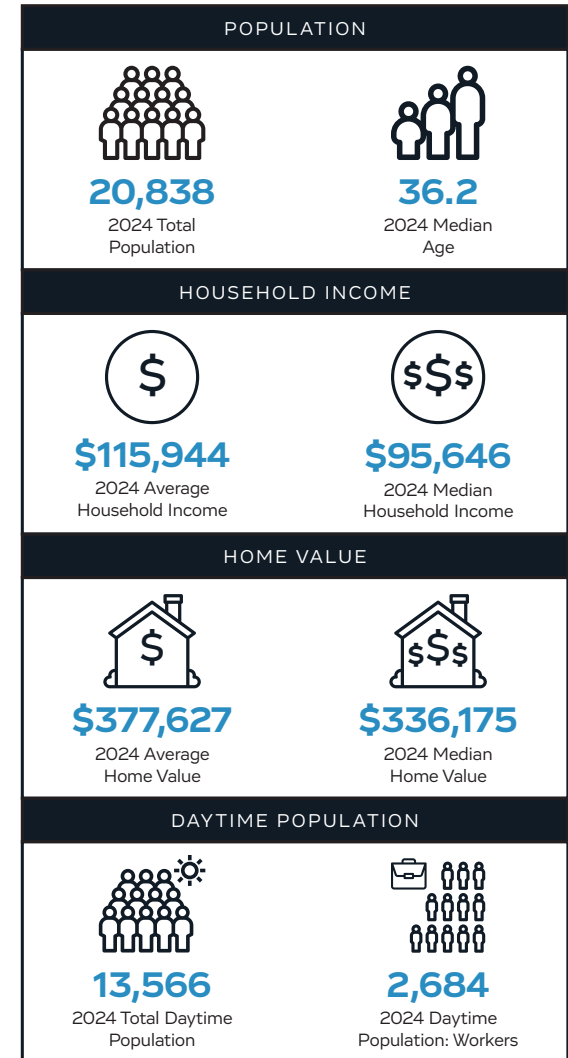 POPULATION
20,838
2024 Total
Population
36.2
2024 Median
Age
HOUSEHOLD INCOME
$
$115,944
2024 Average
Household Income
$$$
$95,646
2024 Median
Household Income
HOME VALUE
$
$377,627
2024 Average
Home Value
$$$
$336,175
2024 Median
Home Value
DAYTIME POPULATION
13,566
2024 Total Daytime
Population
2,684
2024 Daytime
Population: Workers